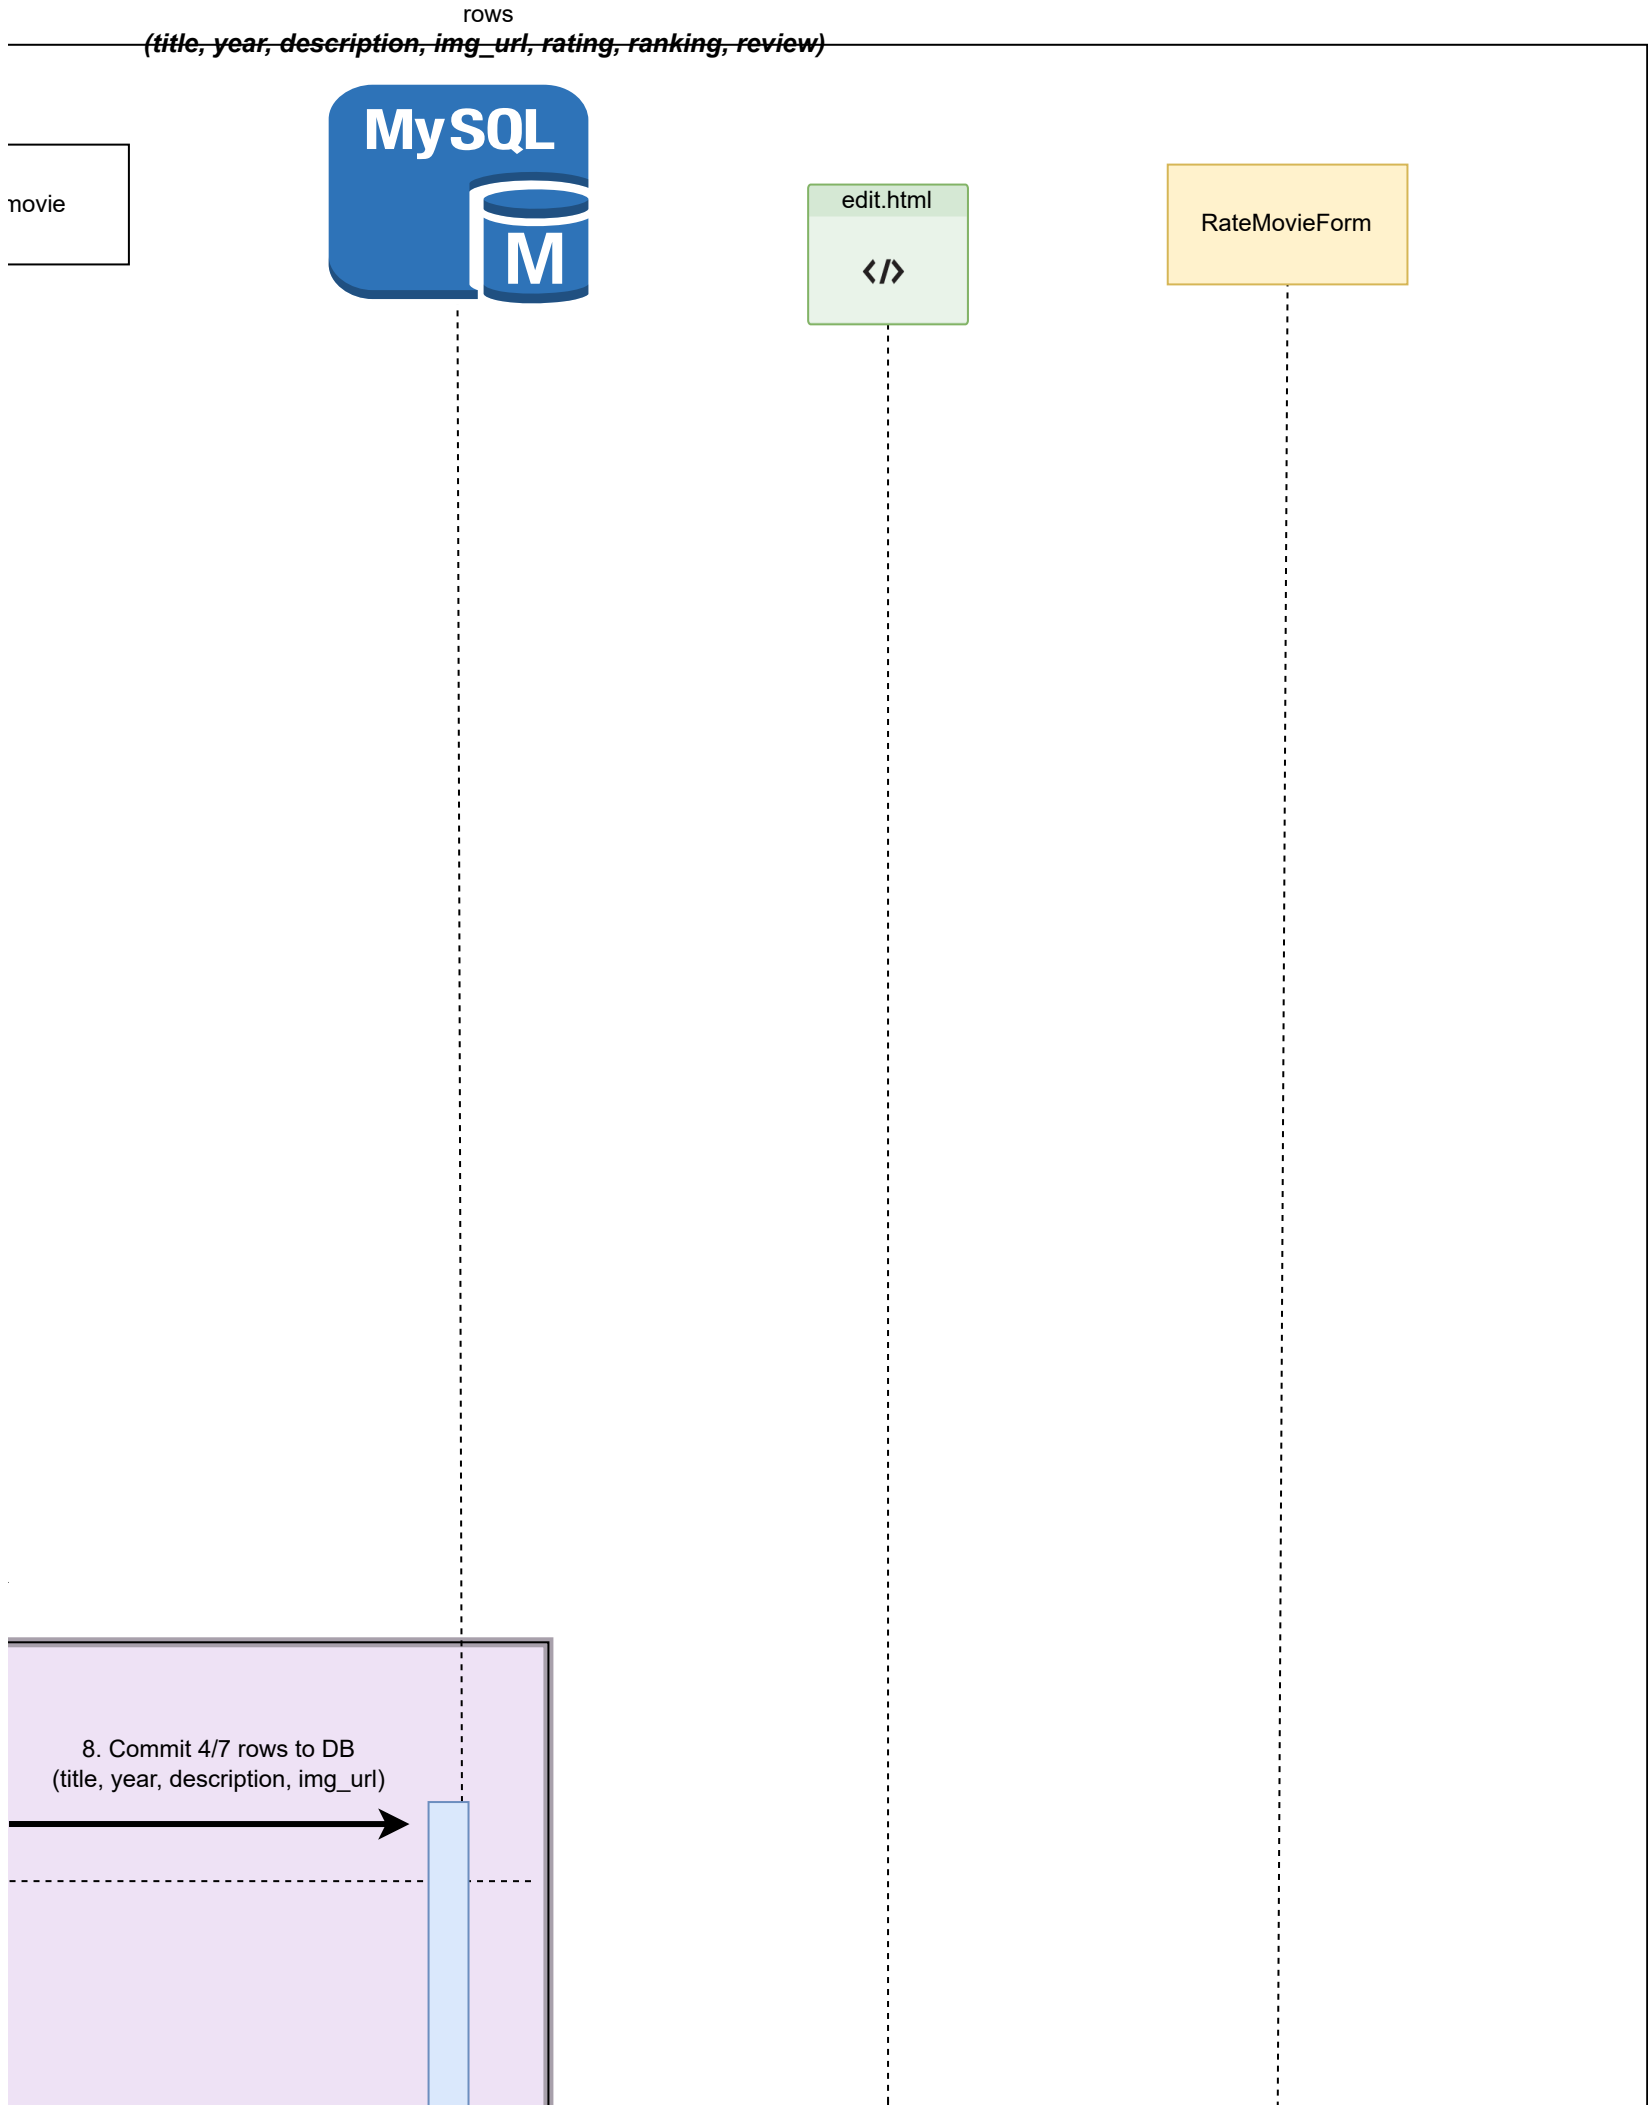 rows
(title, year, description, img_url, rating, ranking, review)
MySQL
movie
edit.html
RateMovieForm
</>
M
8. Commit 4/7 rows to DB
(title, year, description, img_url)